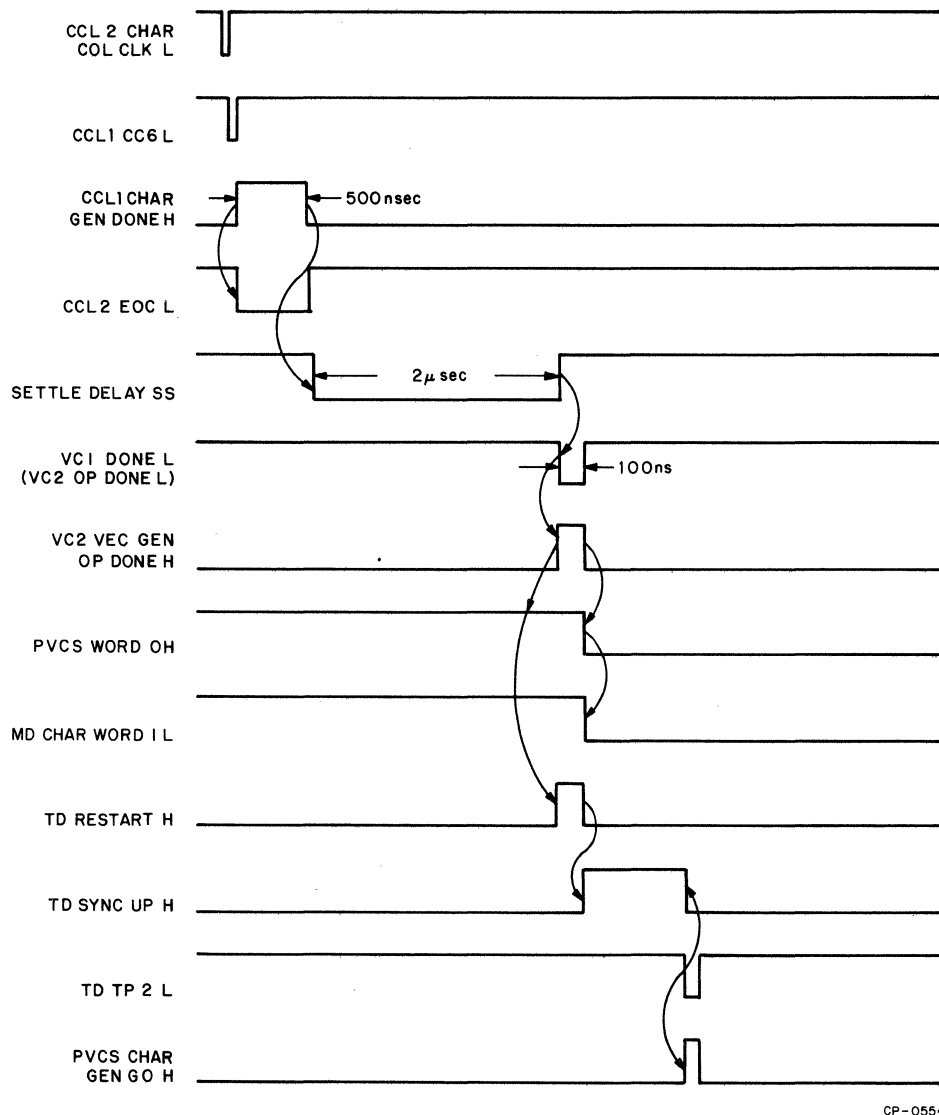 CCL 2 CHAR
COL CLK L
CCL1 CC6 L
CCL1 CHAR
GEN DONE H
500nsec
CCL2 EOC L
SETTLE DELAY SS
2μsec
VC1 DONE L
(VC2 OP DONE L)
100ns
VC2 VEC GEN
OP DONE H
PVCS WORD OH
MD CHAR WORD 1 L
TD RESTART H
TD SYNC UP H
TD TP 2 L
PVCS CHAR
GEN GO H